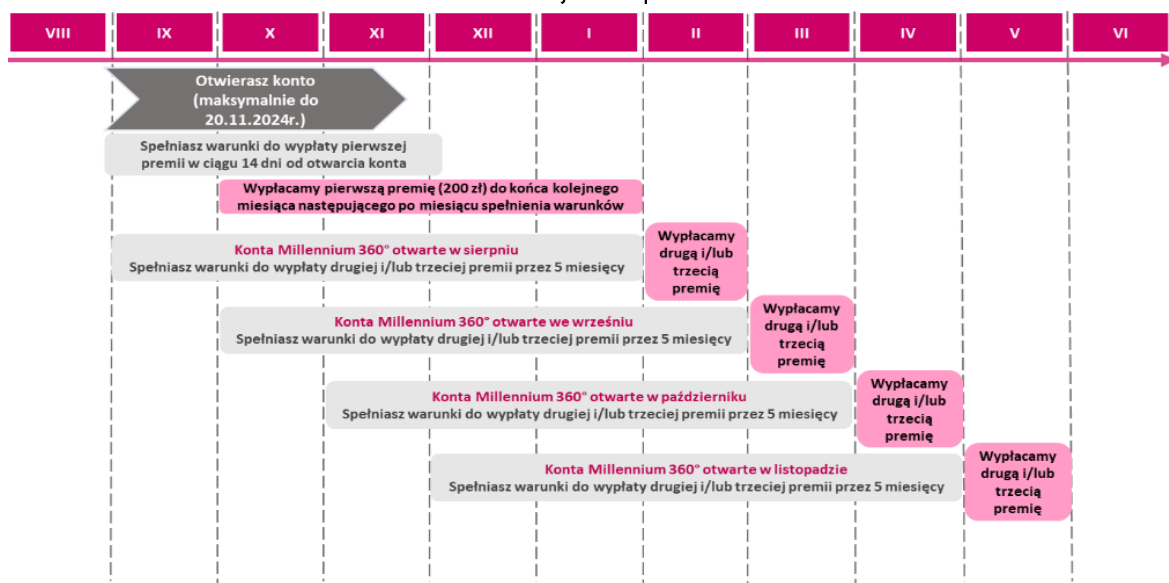 VIII IX X XI XII I II III IV V VI
Otwierasz konto
(maksymalnie do
20.11.2024r.)
Spełniasz warunki do wypłaty pierwszej
premii w ciągu 14 dni od otwarcia konta
Wypłacamy pierwszą premię (200 zł) do końca kolejnego
miesiąca następującego po miesiącu spełnienia warunków
Konta Millennium 360° otwarte w sierpniu
Spełniasz warunki do wypłaty drugiej i/lub trzeciej premii przez 5 miesięcy
Wypłacamy
drugą i/lub
trzecią
premię
Konta Millennium 360° otwarte we wrześniu
Spełniasz warunki do wypłaty drugiej i/lub trzeciej premii przez 5 miesięcy
Wypłacamy
drugą i/lub
trzecią
premię
Konta Millennium 360° otwarte w październiku
Spełniasz warunki do wypłaty drugiej i/lub trzeciej premii przez 5 miesięcy
Wypłacamy
drugą i/lub
trzecią
premię
Konta Millennium 360° otwarte w listopadzie
Spełniasz warunki do wypłaty drugiej i/lub trzeciej premii przez 5 miesięcy
Wypłacamy
drugą i/lub
trzecią
premię